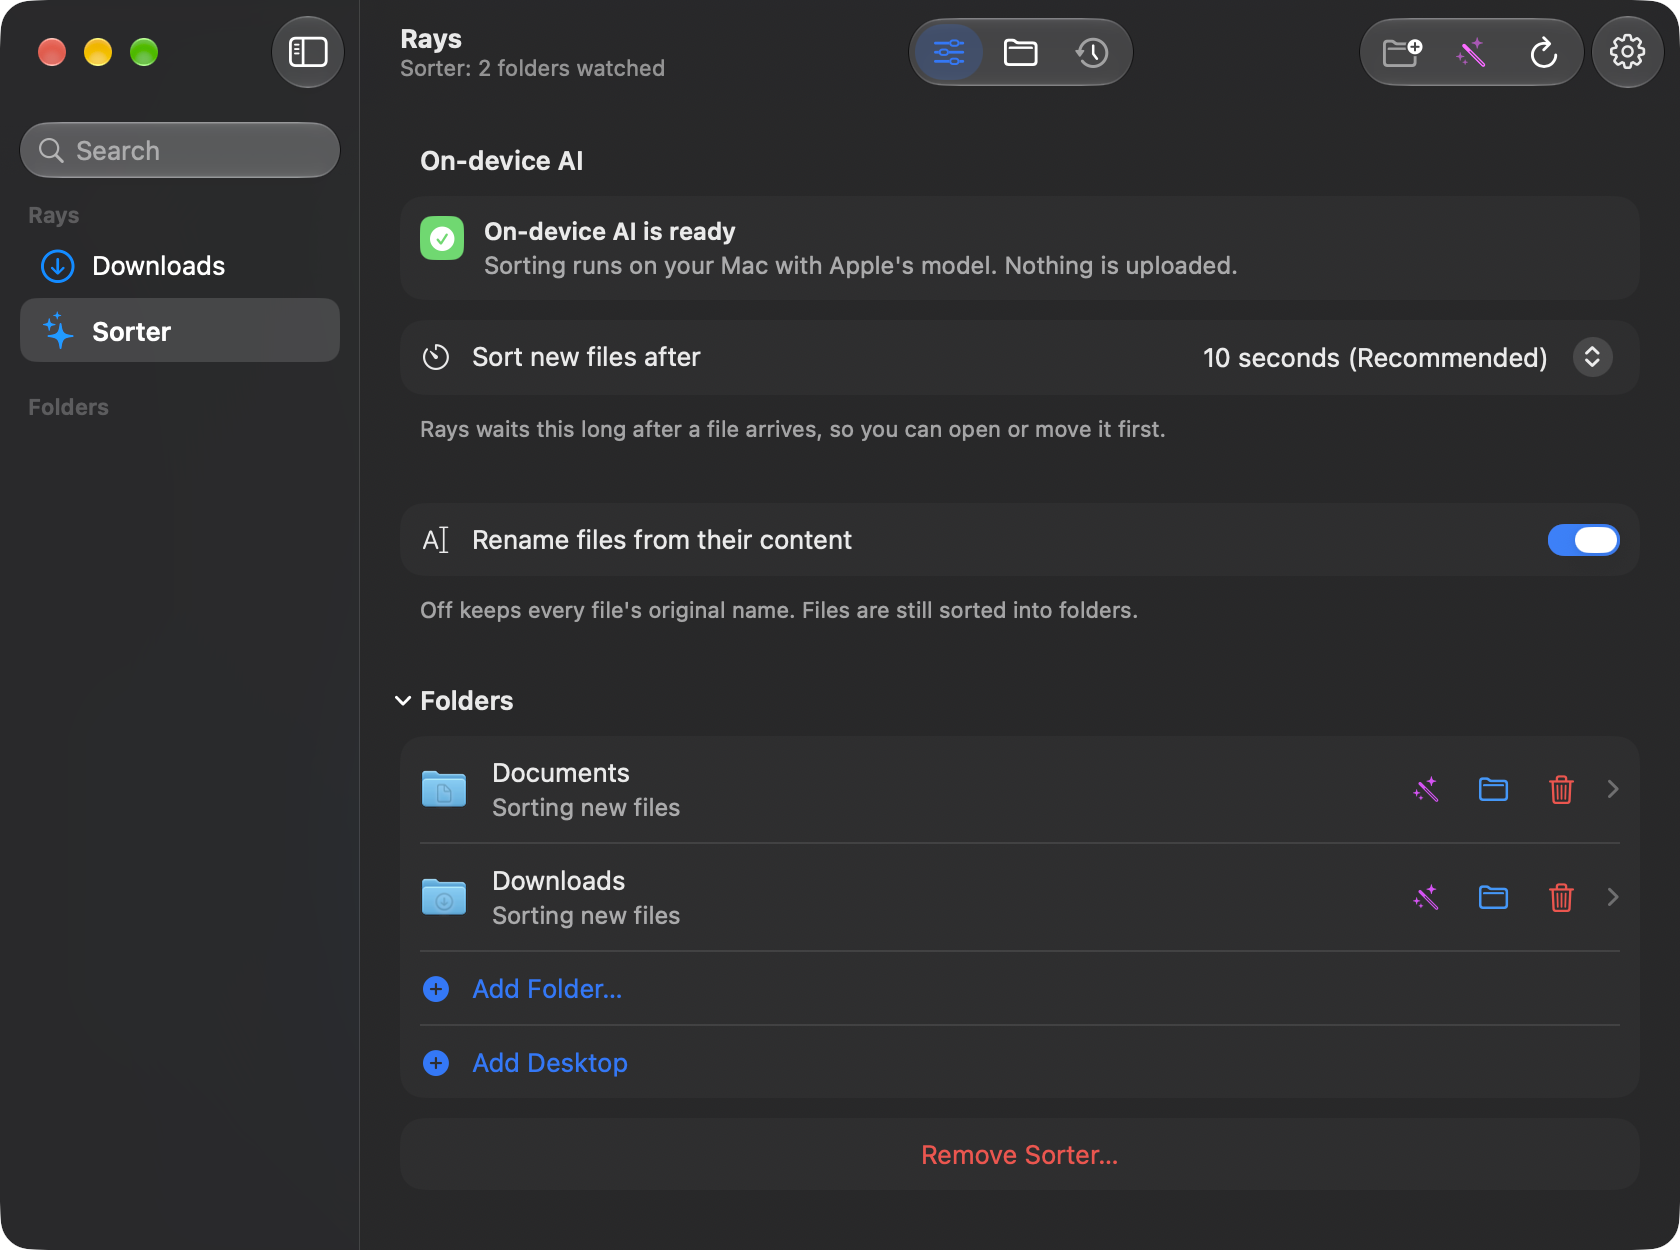 Rays
Sorter: 2 folders watched
Search
Rays
Downloads
Sorter
Folders
On-device AI
On-device AI is ready
Sorting runs on your Mac with Apple's model. Nothing is uploaded.
Sort new files after
10 seconds (Recommended)
Rays waits this long after a file arrives, so you can open or move it first.
Rename files from their content
Off keeps every file's original name. Files are still sorted into folders.
Folders
Documents
Sorting new files
Downloads
Sorting new files
Add Folder...
Add Desktop
Remove Sorter...